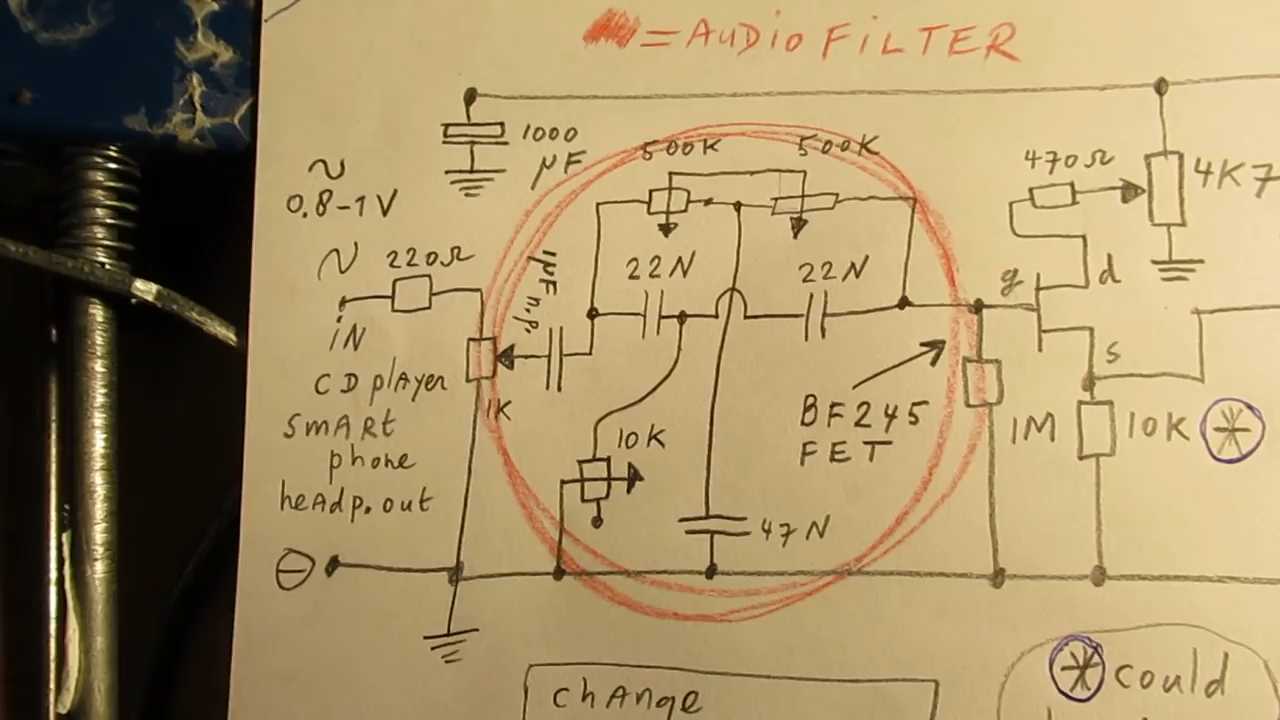 = AUDiO FiLTER
1000
µF
500K
500K
470Ω
4K7
~
0.8-1V
~
220Ω
iN
CD plAyER
SmARt
phone
heAdp. out
1µF n.p.
22N
22N
g
d
s
1K
10K
BF245
FET
1M
10K *
47N
⊖
chANge
* could